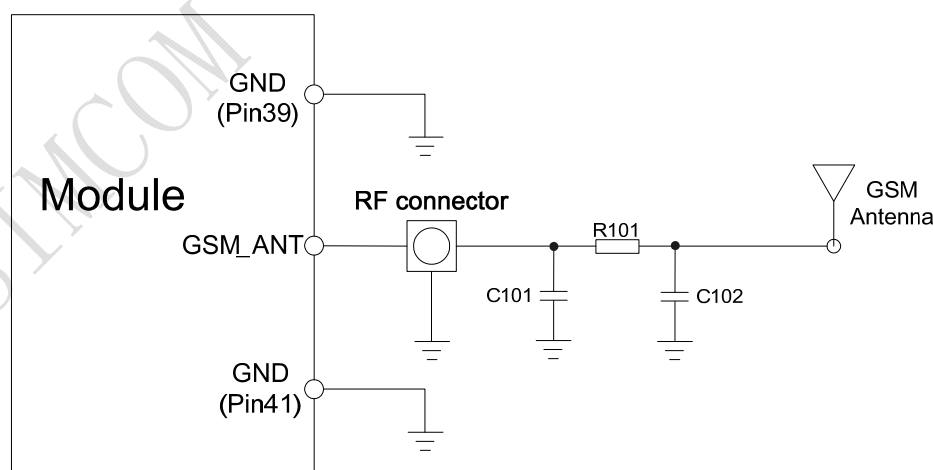 SIMCOM
GND
(Pin39)
Module
RF connector
GSM
Antenna
GSM_ANT
R101
C101
C102
GND
(Pin41)